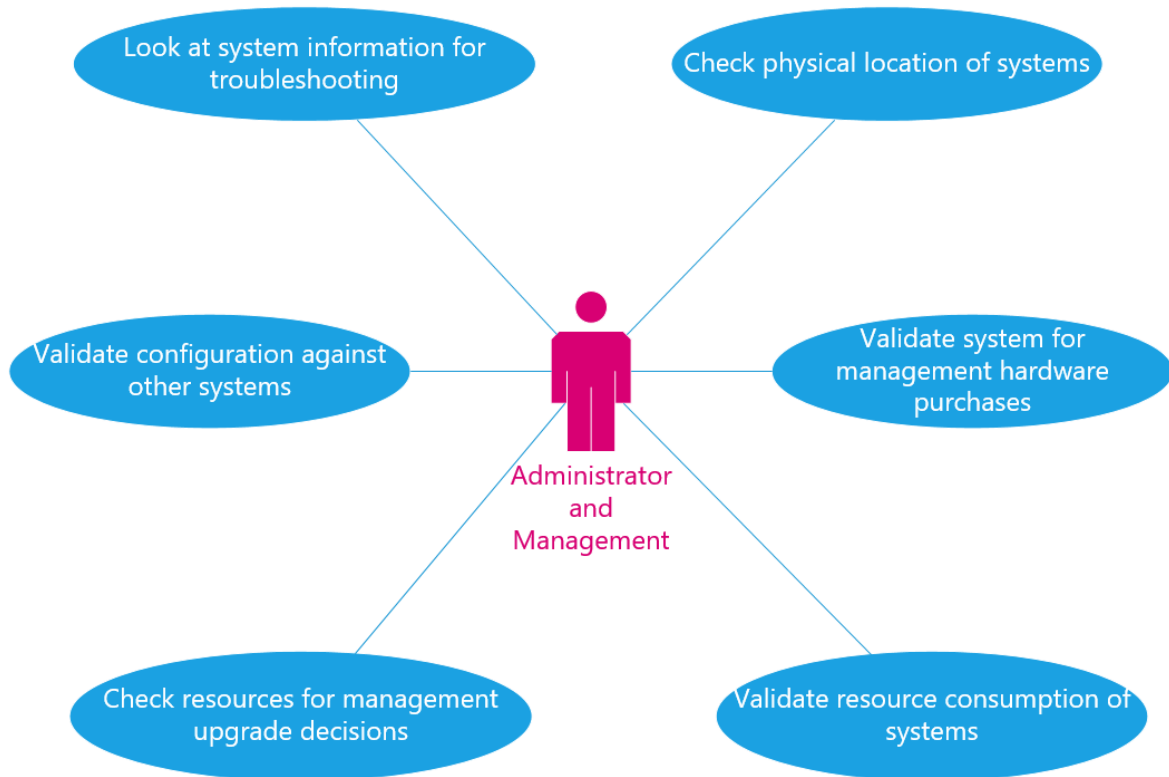 Look at system information for
troubleshooting
Check physical location of systems
Validate configuration against
other systems
Validate system for
management hardware
purchases
Administrator
and
Management
Check resources for management
upgrade decisions
Validate resource consumption of
systems